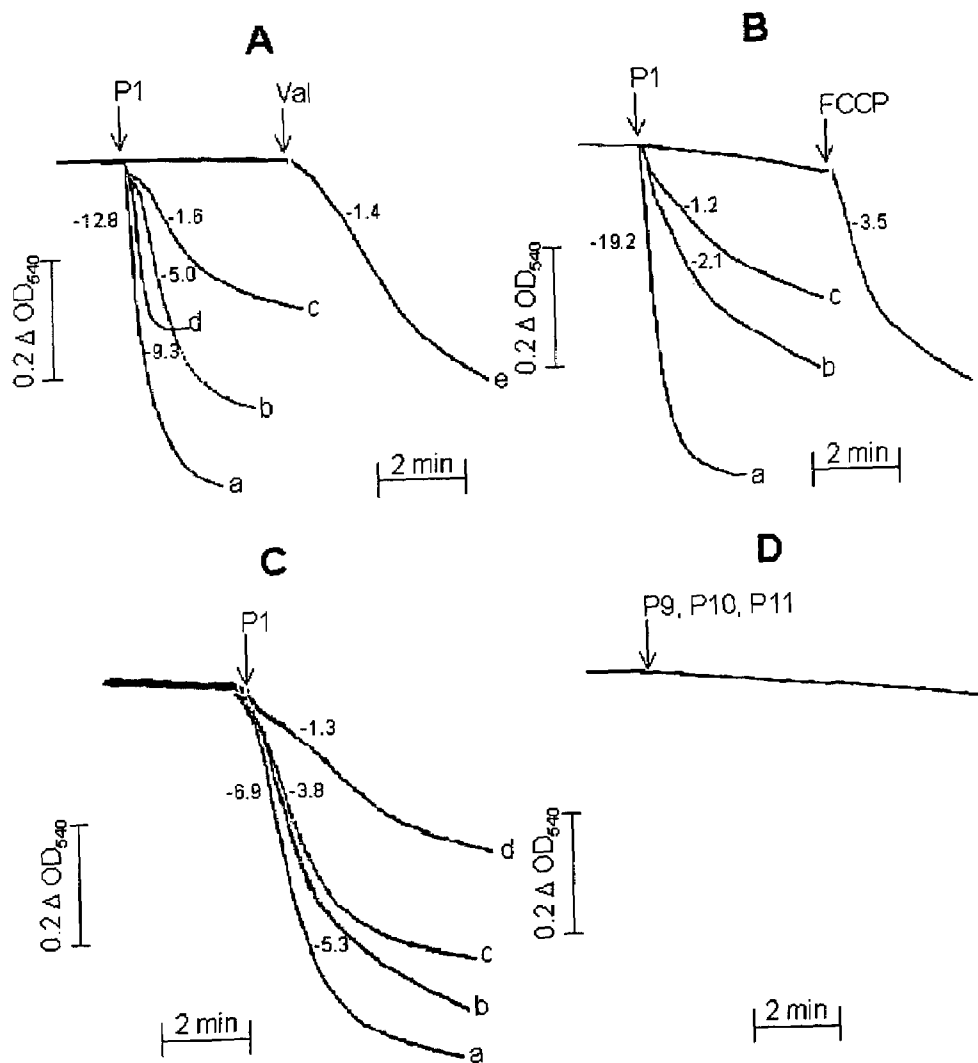 A
B
P1
Val
P1
FCCP
-12.8
-1.6
-1.4
-5.0
-9.3
a
b
c
d
e
0.2 Δ OD540
2 min
-19.2
-1.2
-2.1
-3.5
a
b
c
0.2 Δ OD540
2 min
C
D
P1
P9, P10, P11
-1.3
-6.9
-3.8
-5.3
d
c
b
a
0.2 Δ OD540
2 min
0.2 Δ OD540
2 min